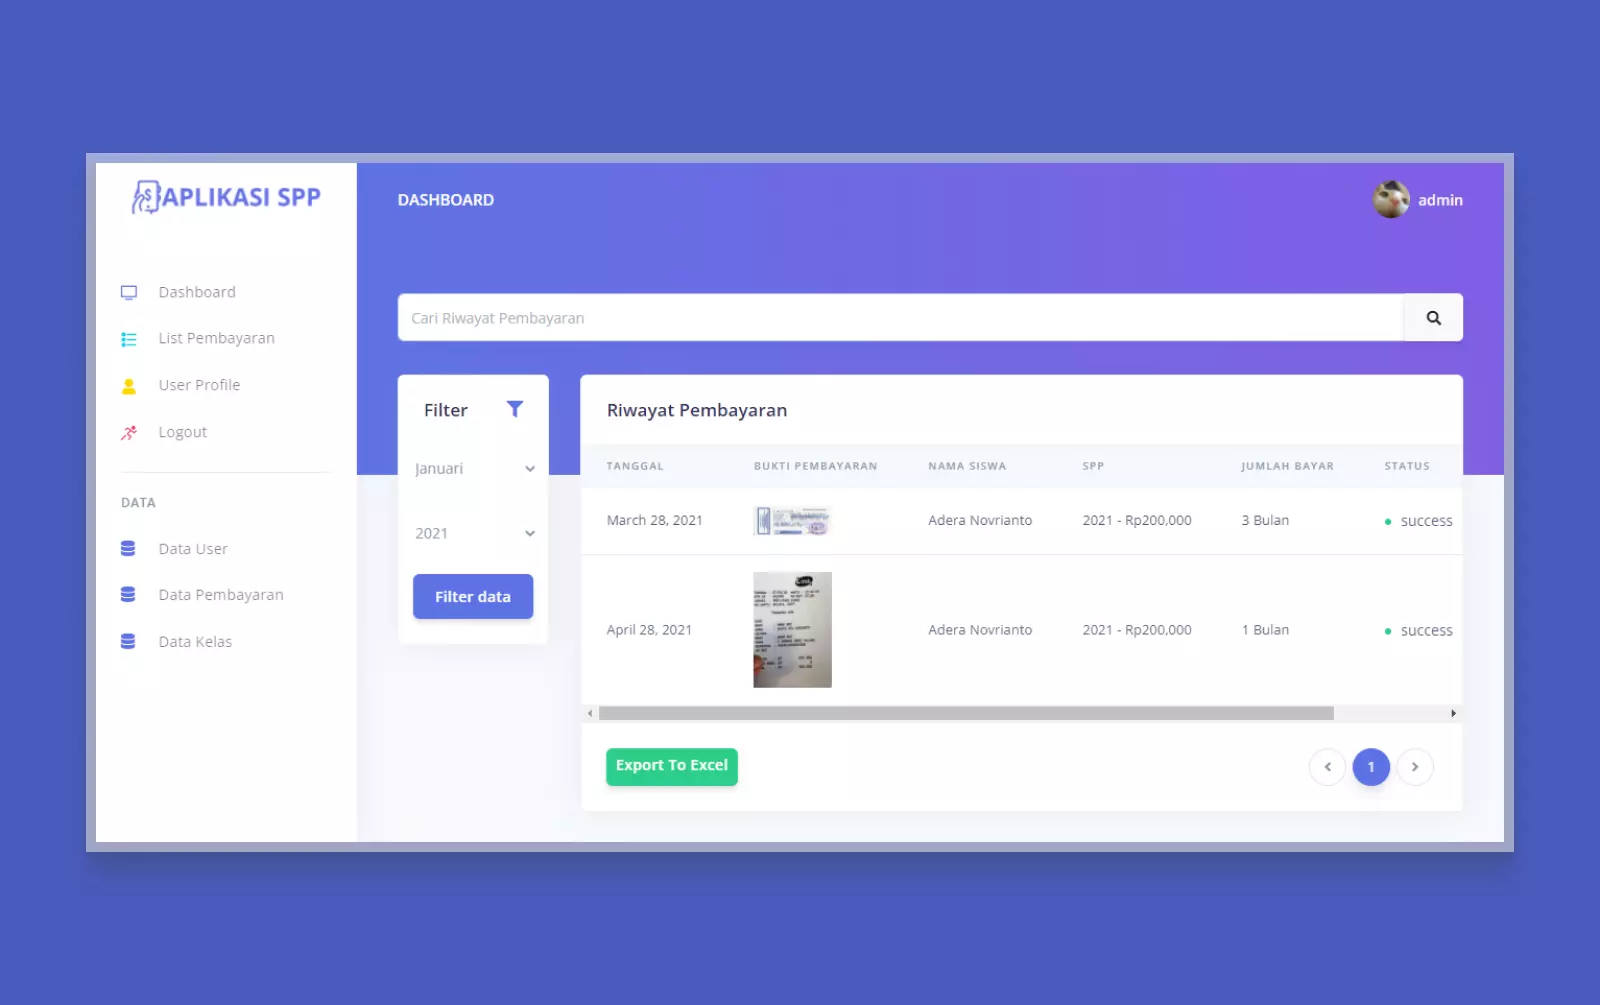 APLIKASI SPP
DASHBOARD
admin
Dashboard
List Pembayaran
User Profile
Logout
DATA
Data User
Data Pembayaran
Data Kelas
Cari Riwayat Pembayaran
Filter
Januari
2021
Filter data
Riwayat Pembayaran
TANGGAL BUKTI PEMBAYARAN NAMA SISWA SPP JUMLAH BAYAR STATUS
March 28, 2021 Adera Novrianto 2021 - Rp200,000 3 Bulan success
April 28, 2021 Adera Novrianto 2021 - Rp200,000 1 Bulan success
Export To Excel
1